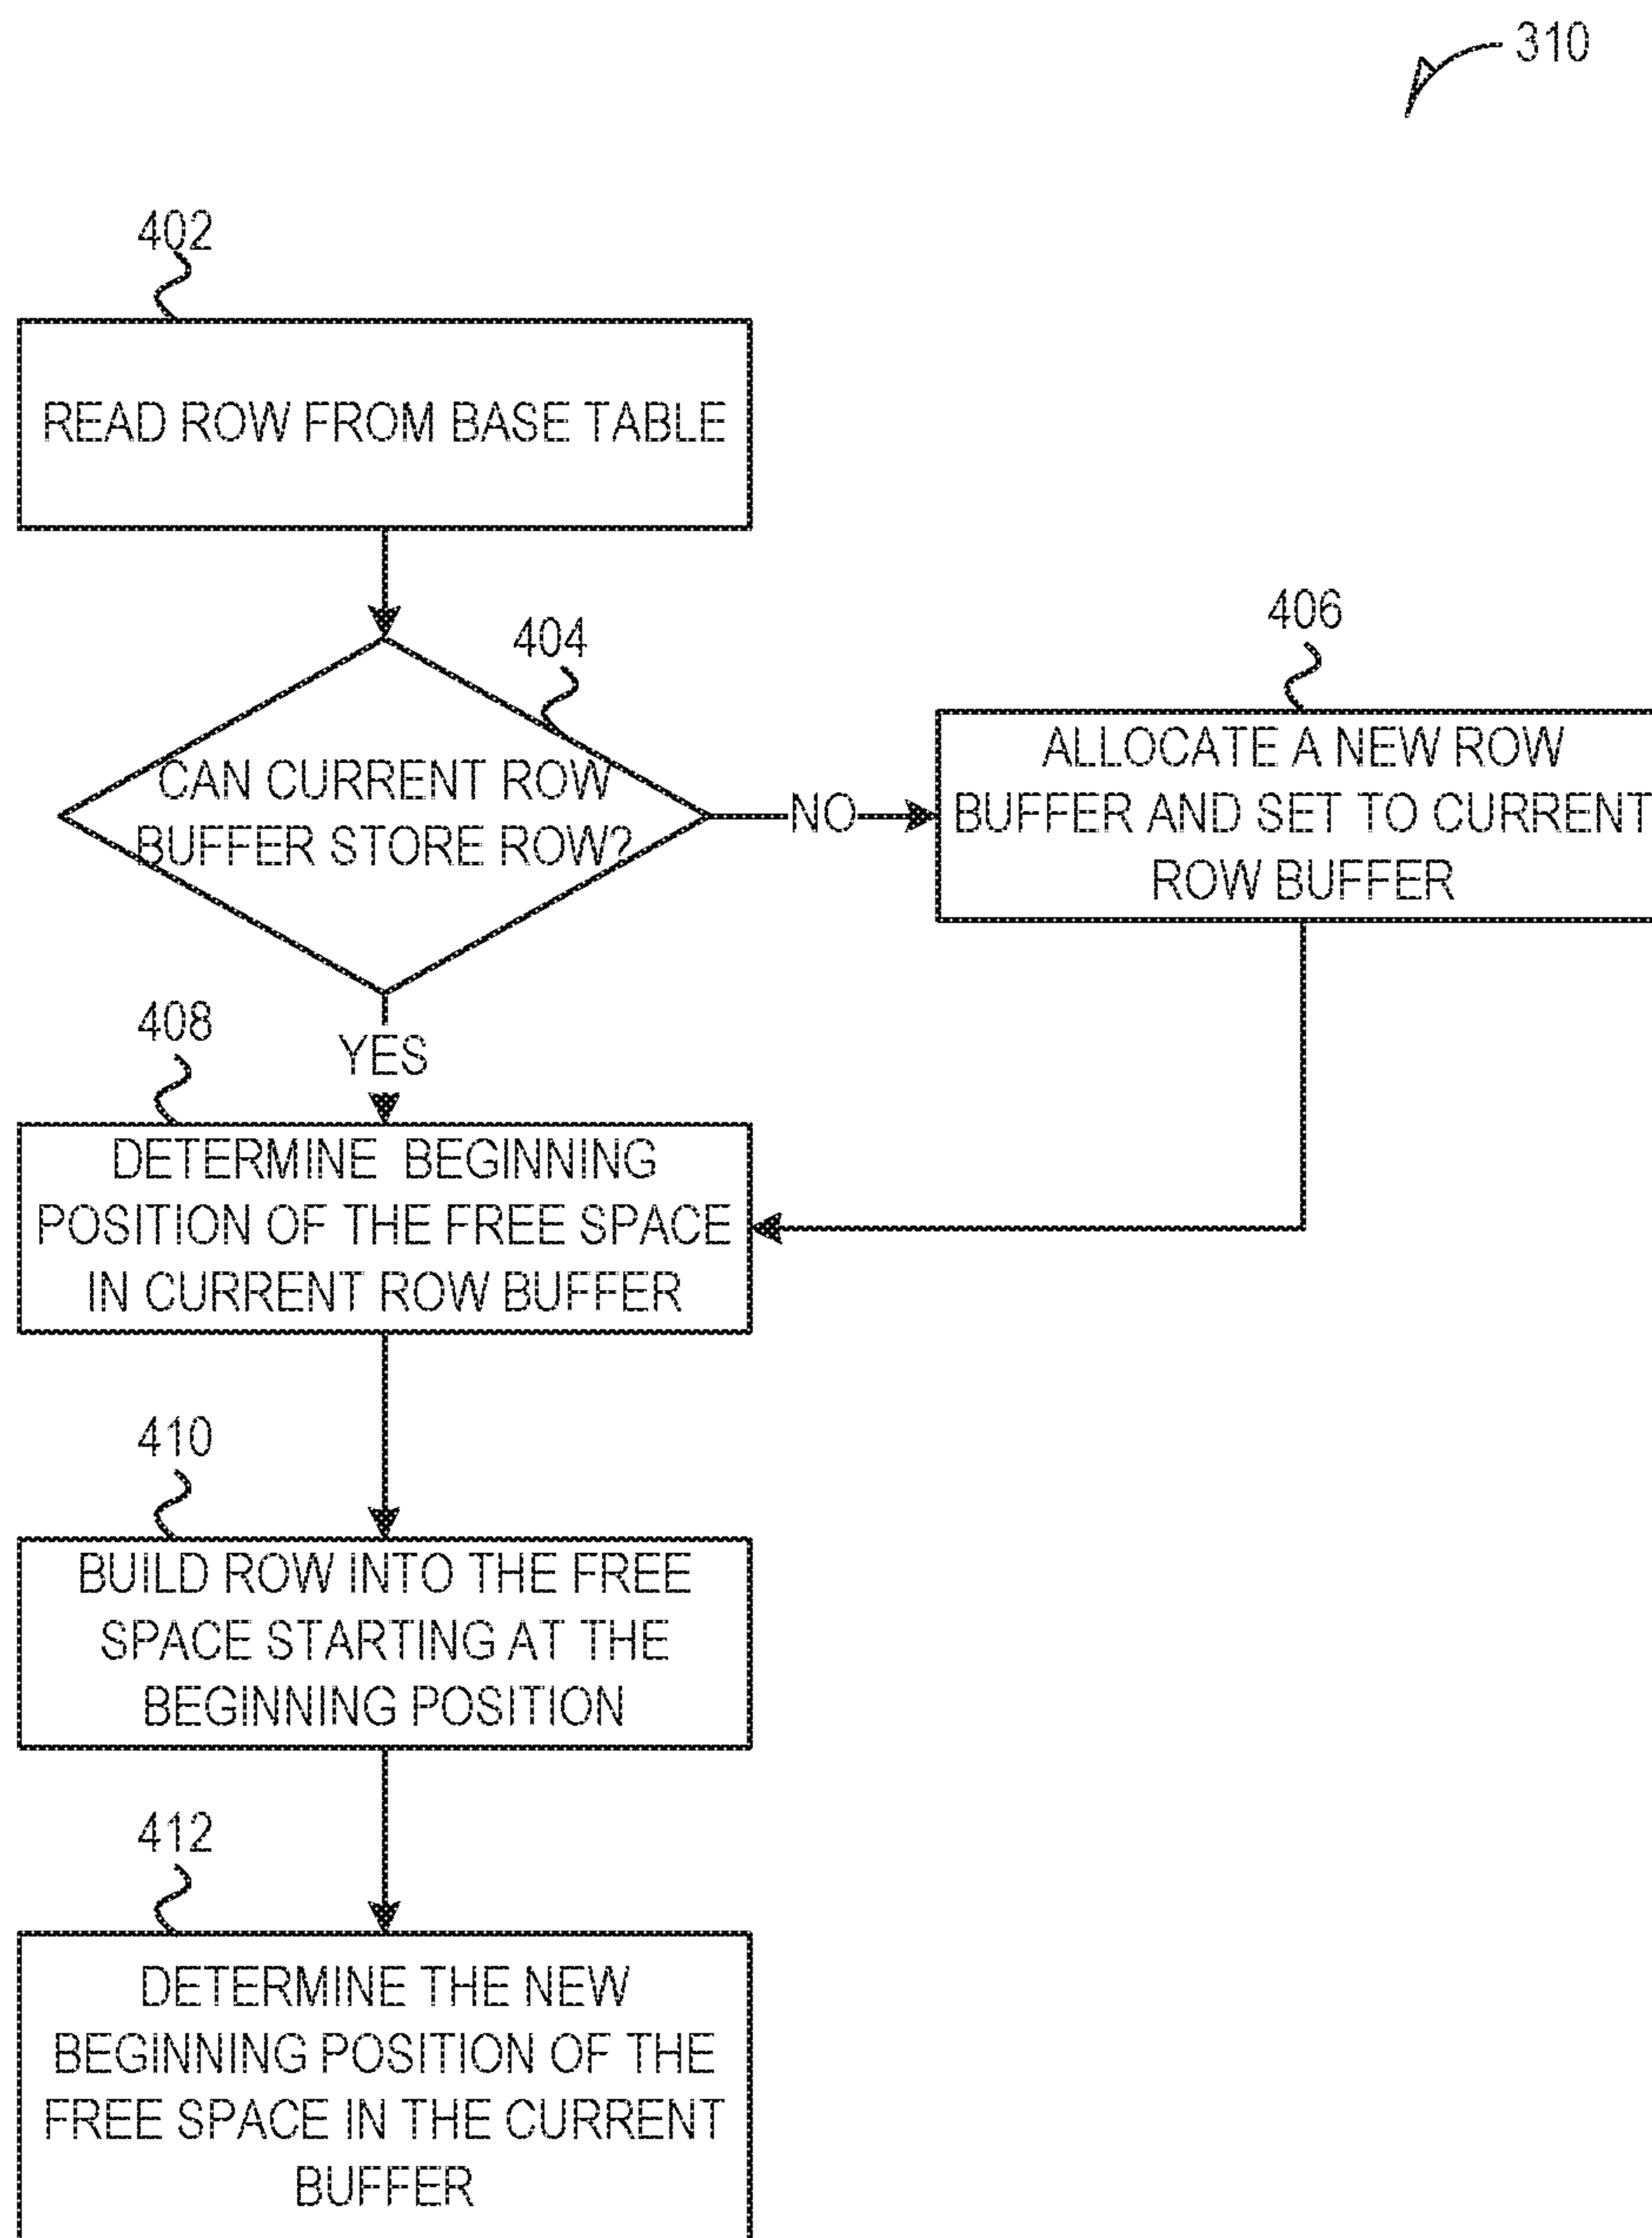 310
402
READ ROW FROM BASE TABLE
404
CAN CURRENT ROW
BUFFER STORE ROW?
NO
406
ALLOCATE A NEW ROW
BUFFER AND SET TO CURRENT
ROW BUFFER
YES
408
DETERMINE BEGINNING
POSITION OF THE FREE SPACE
IN CURRENT ROW BUFFER
410
BUILD ROW INTO THE FREE
SPACE STARTING AT THE
BEGINNING POSITION
412
DETERMINE THE NEW
BEGINNING POSITION OF THE
FREE SPACE IN THE CURRENT
BUFFER